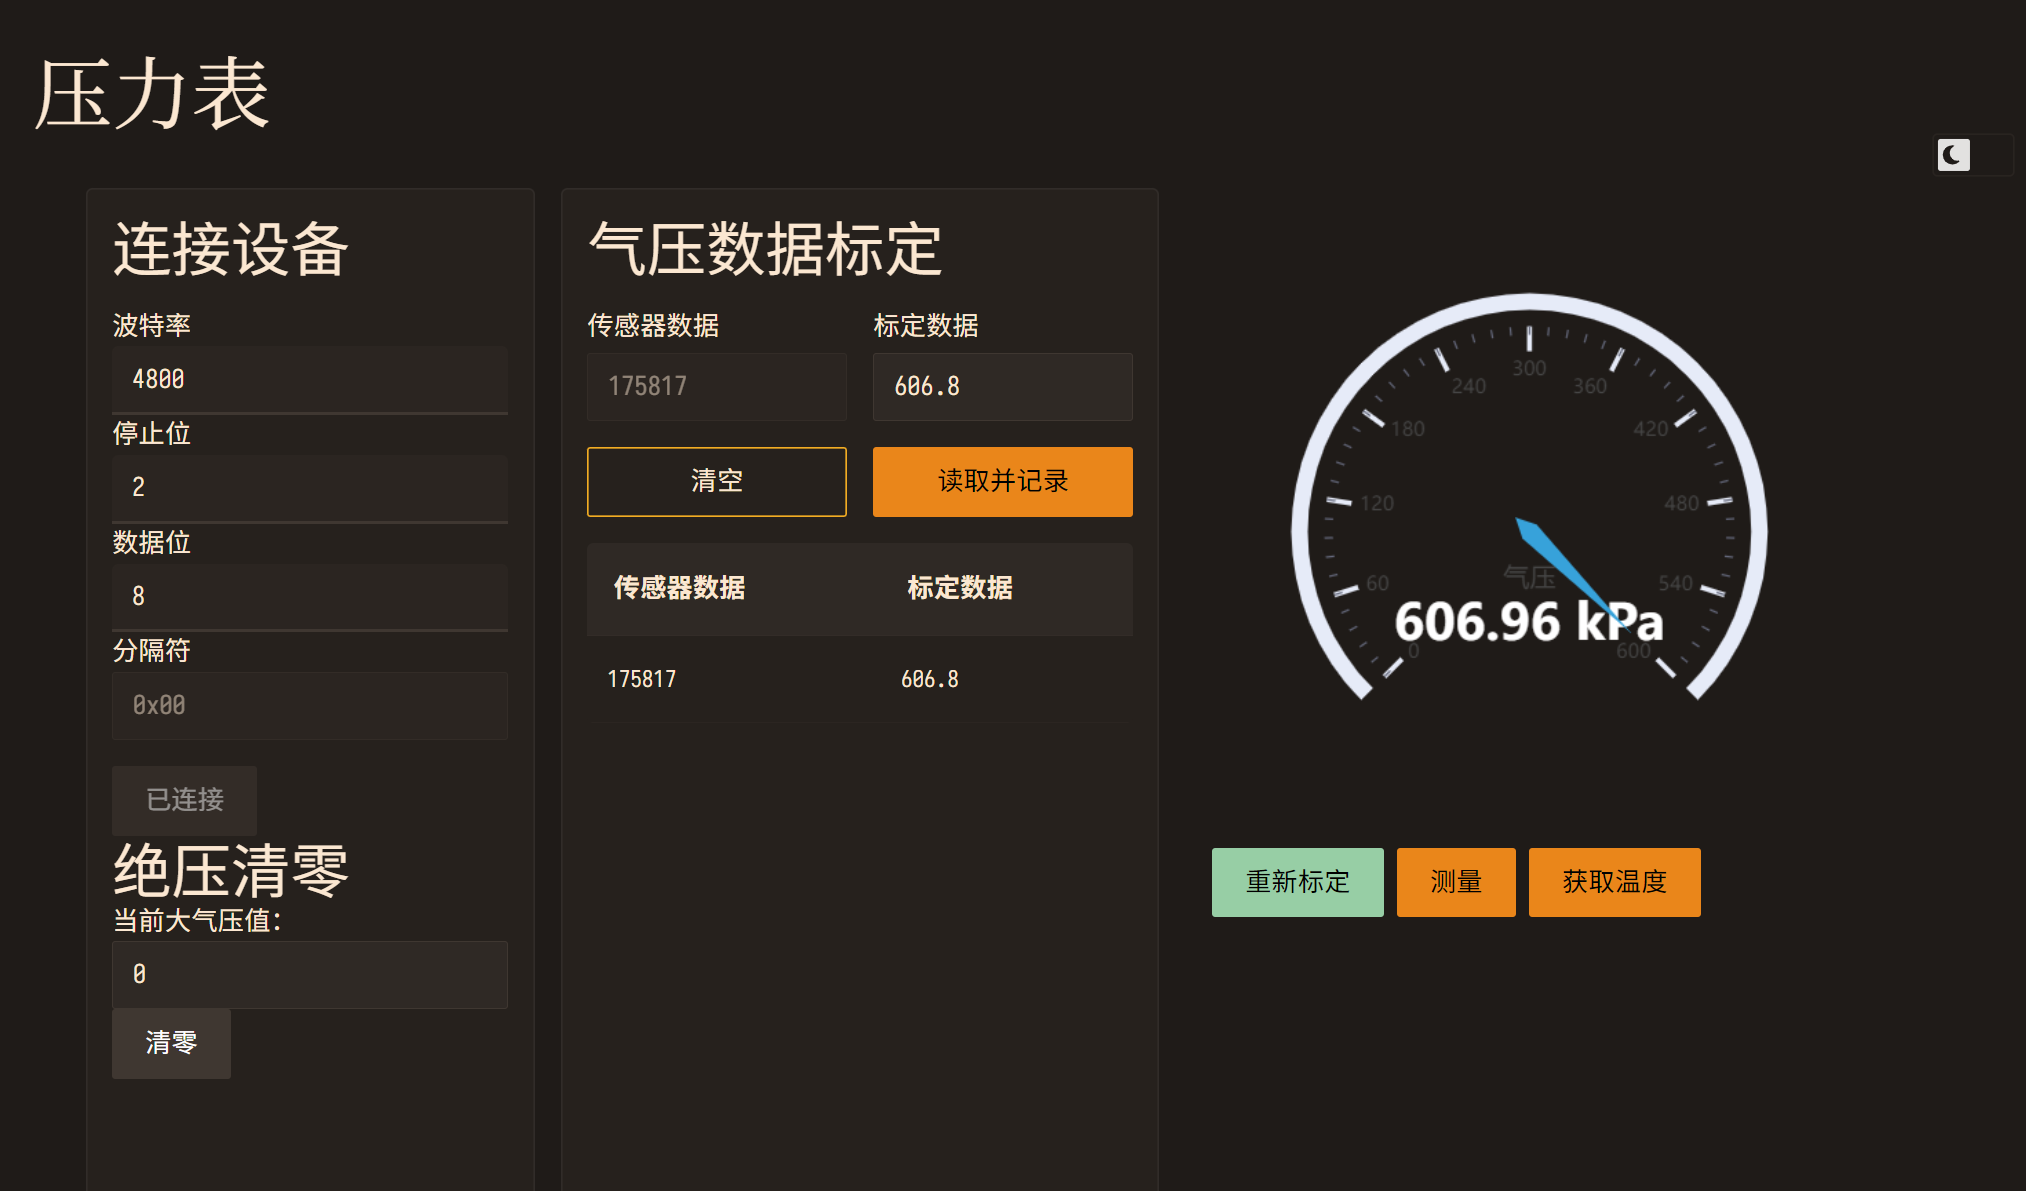 压力表
连接设备
波特率
4800
停止位
2
数据位
8
分隔符
0x00
已连接
绝压清零
当前大气压值：
0
清零
气压数据标定
传感器数据 标定数据
175817 606.8
清空 读取并记录
传感器数据 标定数据
175817 606.8
300
240 360
180 420
120 480
气压
60 540
606.96 kPa
0 600
重新标定 测量 获取温度